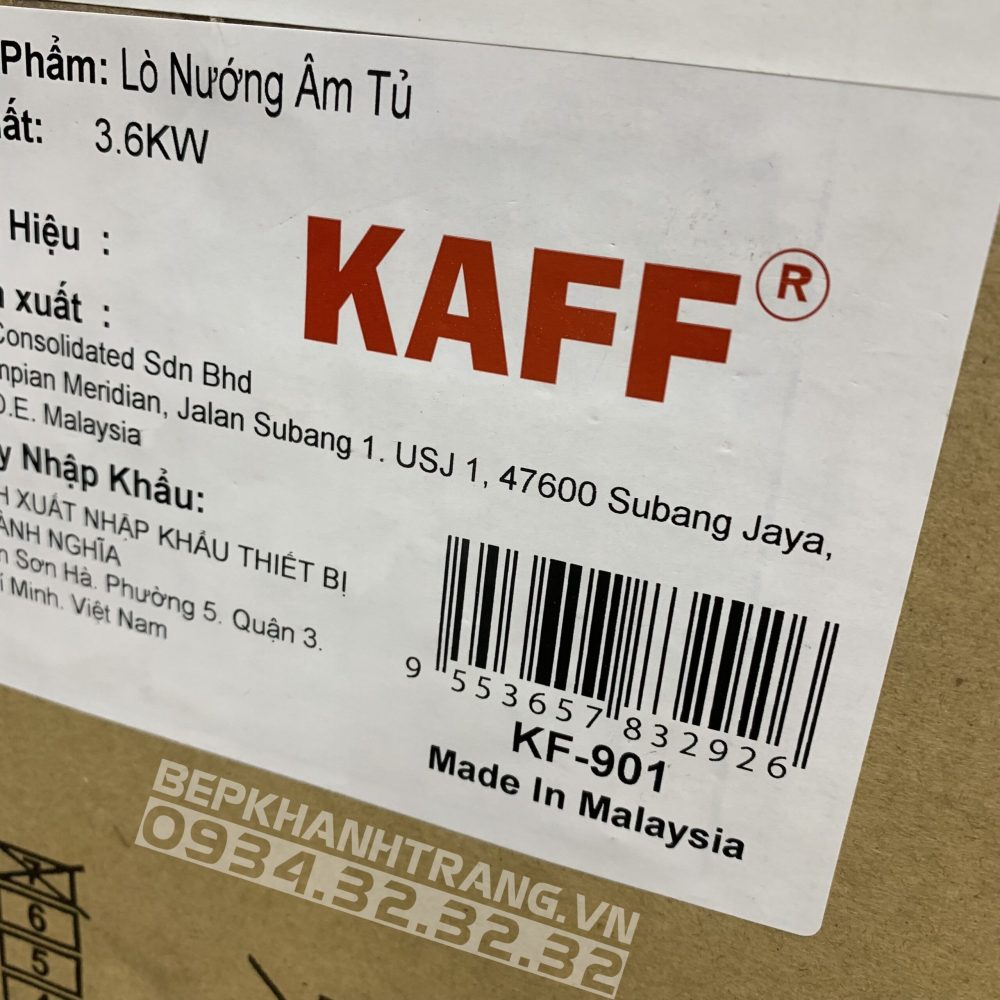 Phẩm: Lò Nướng Âm Tủ
ất: 3.6KW
Hiệu :
KAFF®
xuất :
Consolidated Sdn Bhd
mpian Meridian, Jalan Subang 1. USJ 1, 47600 Subang Jaya,
D.E. Malaysia
y Nhập Khẩu:
H XUẤT NHẬP KHẨU THIẾT BỊ
ÀNH NGHĨA
n Sơn Hà. Phường 5. Quận 3.
í Minh. Việt Nam
9 553657 832926
KF-901
Made In Malaysia
BEPKHANHTRANG.VN
0934.32.32.32
7
6
5